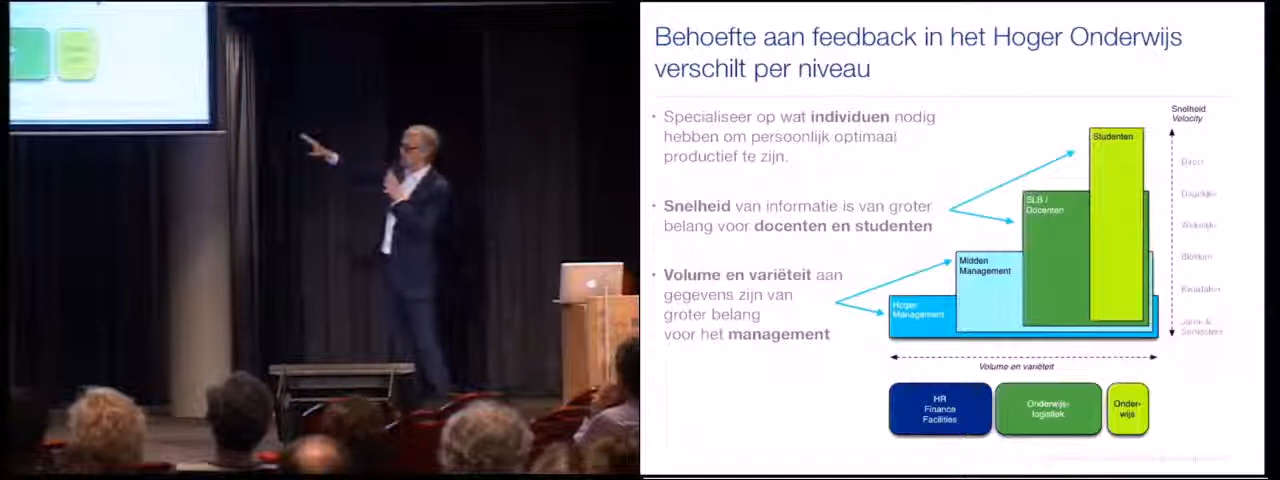 Behoefte aan feedback in het Hoger Onderwijs
verschilt per niveau
• Specialiseer op wat individuen nodig
hebben om persoonlijk optimaal
productief te zijn.
• Snelheid van informatie is van groter
belang voor docenten en studenten
• Volume en variëteit aan
gegevens zijn van
groter belang
voor het management
Snelheid
Velocity
Studenten
SLB /
Docenten
Midden
Management
Hoger
Management
Direct
Dagelijks
Wekelijks
Blokken
Kwartalen
Jaren &
Semesters
Volume en variëteit
HR
Finance
Facilities
Onderwijs-
logistiek
Onder-
wijs